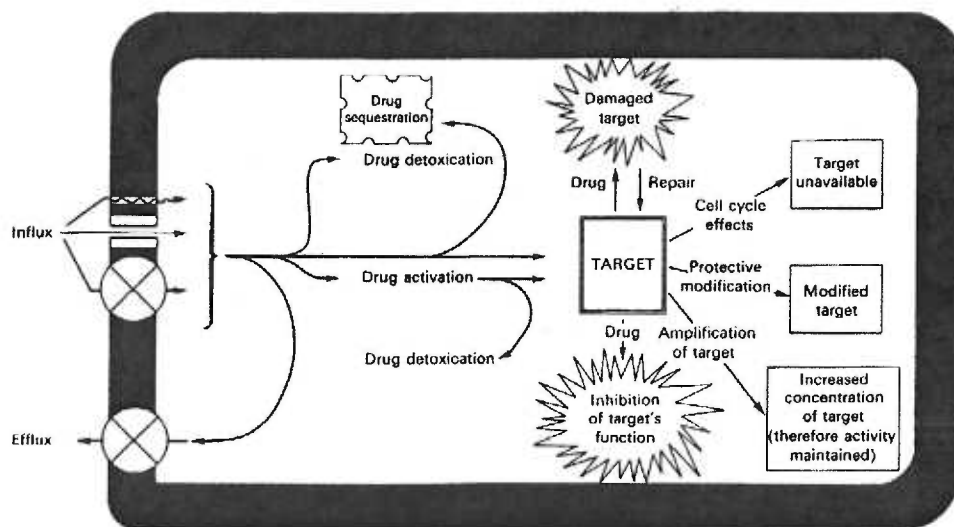 Drug
sequestration
Drug detoxication
Damaged
target
Drug
Repair
Cell cycle
effects
Target
unavailable
Influx
Drug activation
TARGET
Protective
modification
Modified
target
Drug
Amplification
of target
Drug detoxication
Inhibition
of target's
function
Increased
concentration
of target
(therefore activity
maintained)
Efflux